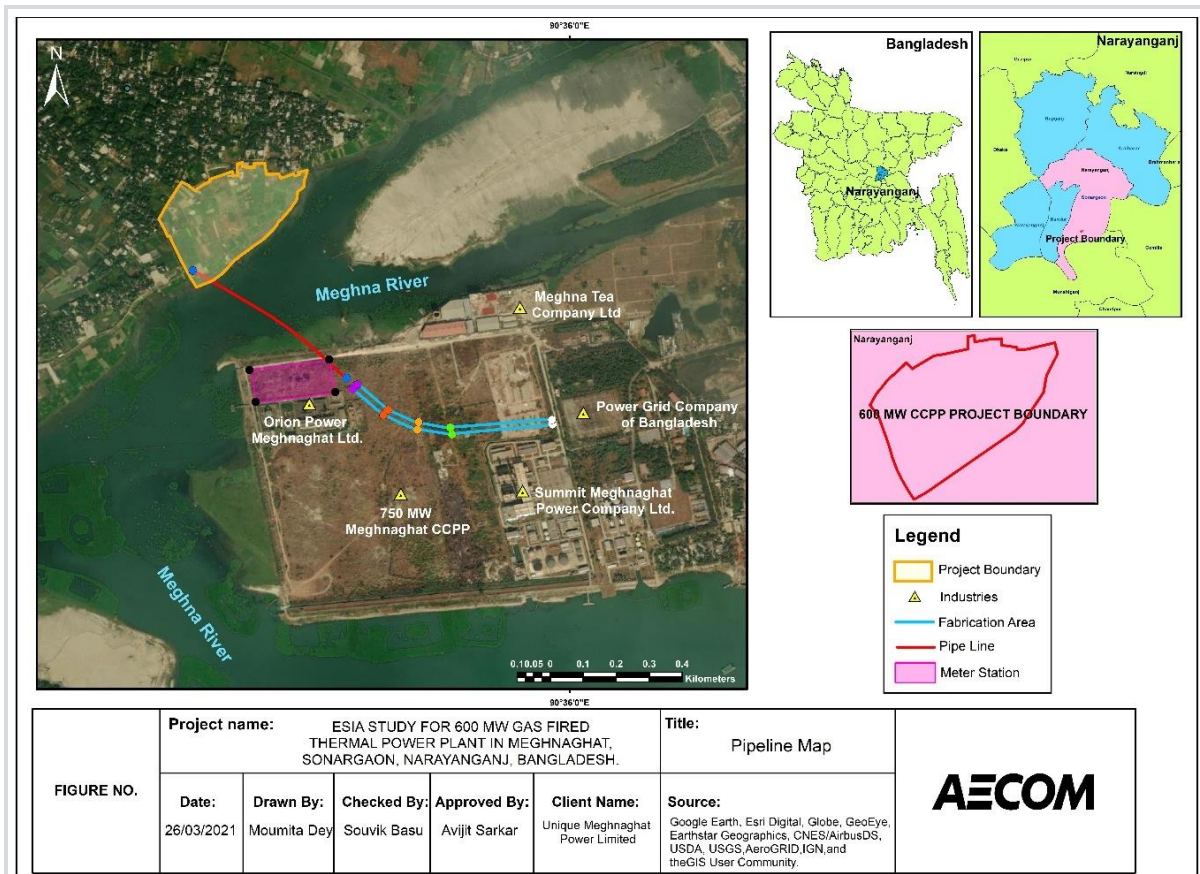 90°36'0"E
N
Meghna River
Meghna Tea
Company Ltd
Orion Power
Meghnaghat Ltd.
Power Grid Company
of Bangladesh
750 MW
Meghnaghat CCPP
Summit Meghnaghat
Power Company Ltd.
Meghna River
0.10.05 0 0.1 0.2 0.3 0.4
Kilometers
90°36'0"E
Bangladesh
Narayanganj
Narayanganj
Dhaka
Narayanganj
Sonargaon
Project Boundary
Comilla
Munshiganj
Narayanganj
600 MW CCPP PROJECT BOUNDARY
Legend
Project Boundary
Industries
Fabrication Area
Pipe Line
Meter Station
FIGURE NO.
Project name: ESIA STUDY FOR 600 MW GAS FIRED
THERMAL POWER PLANT IN MEGHNAGHAT,
SONARGAON, NARAYANGANJ, BANGLADESH.
Title:
Pipeline Map
Date:
26/03/2021
Drawn By:
Moumita Dey
Checked By:
Souvik Basu
Approved By:
Avijit Sarkar
Client Name:
Unique Meghnaghat
Power Limited
Source:
Google Earth, Esri Digital, Globe, GeoEye,
Earthstar Geographics, CNES/AirbusDS,
USDA, USGS,AeroGRID,IGN,and
theGIS User Community.
AECOM